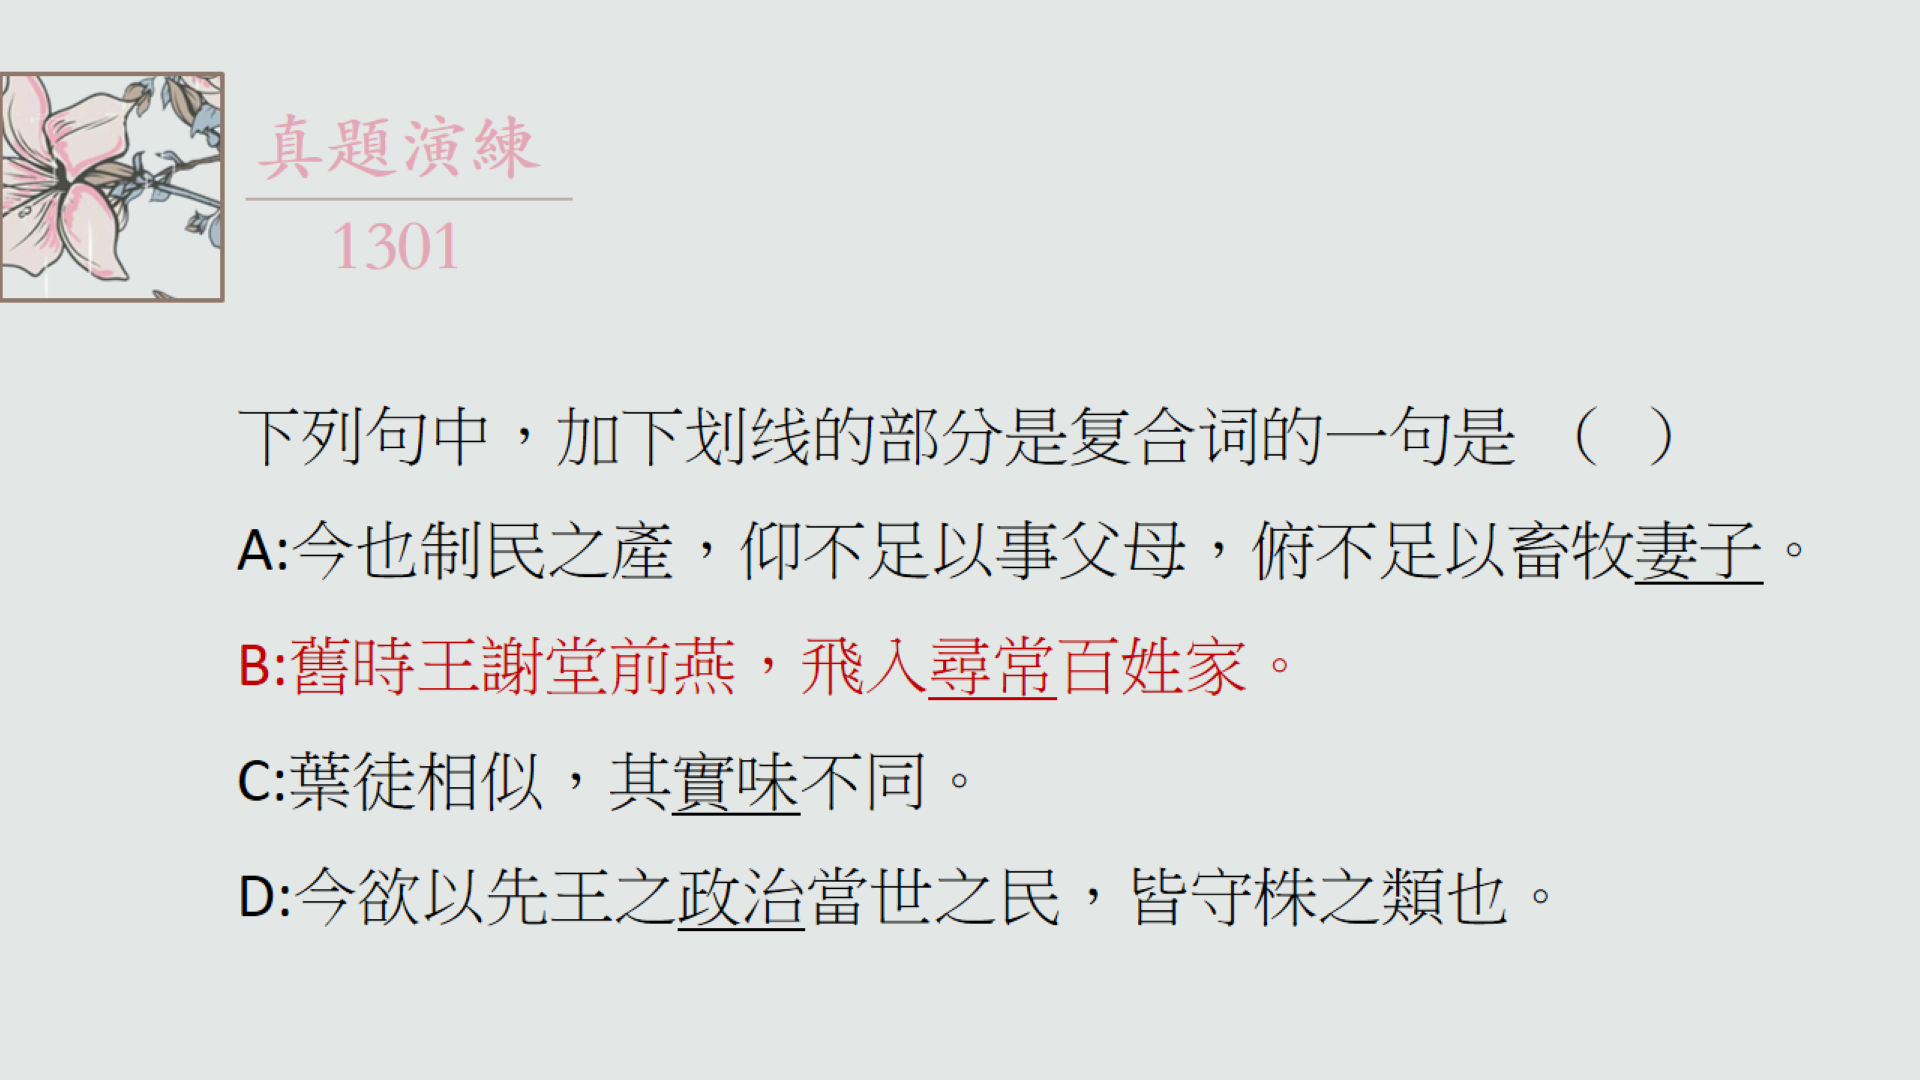 真題演練
1301
下列句中，加下划线的部分是复合词的一句是 （ ）
A:今也制民之產，仰不足以事父母，俯不足以畜牧妻子。
B:舊時王謝堂前燕，飛入尋常百姓家。
C:葉徒相似，其實味不同。
D:今欲以先王之政治當世之民，皆守株之類也。